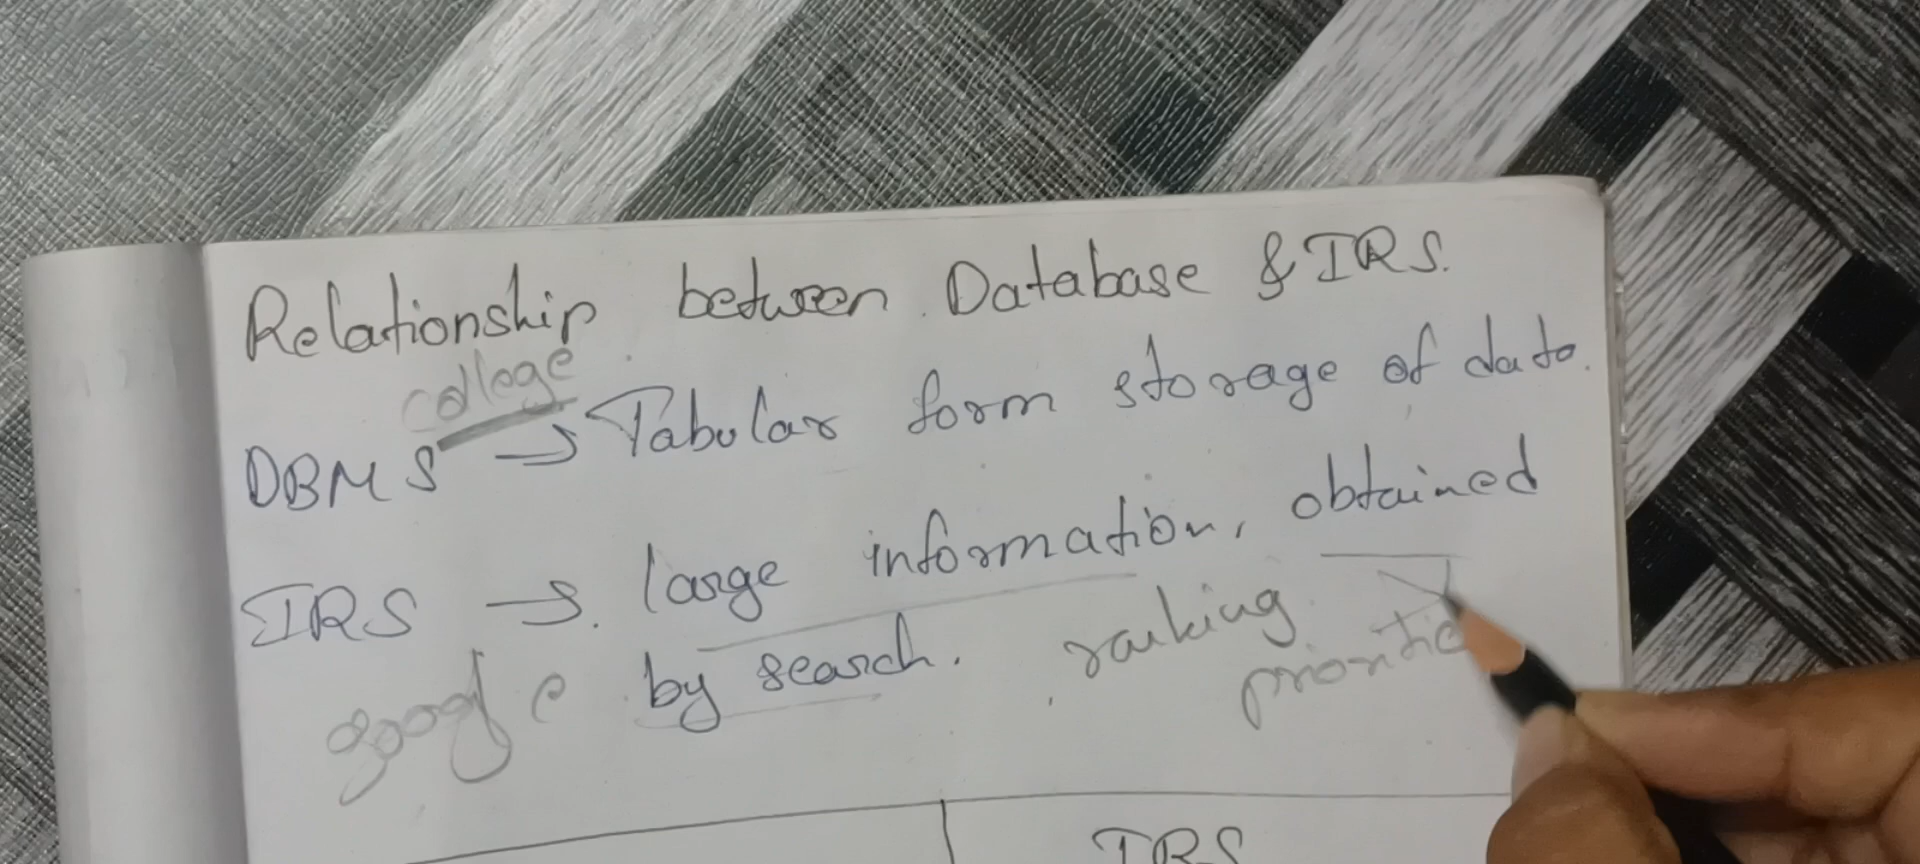 Relationship between Database & IRS.
college
DBMS → Tabular form storage of data.
IRS → large information, obtained
by search. ranking
google
IRS